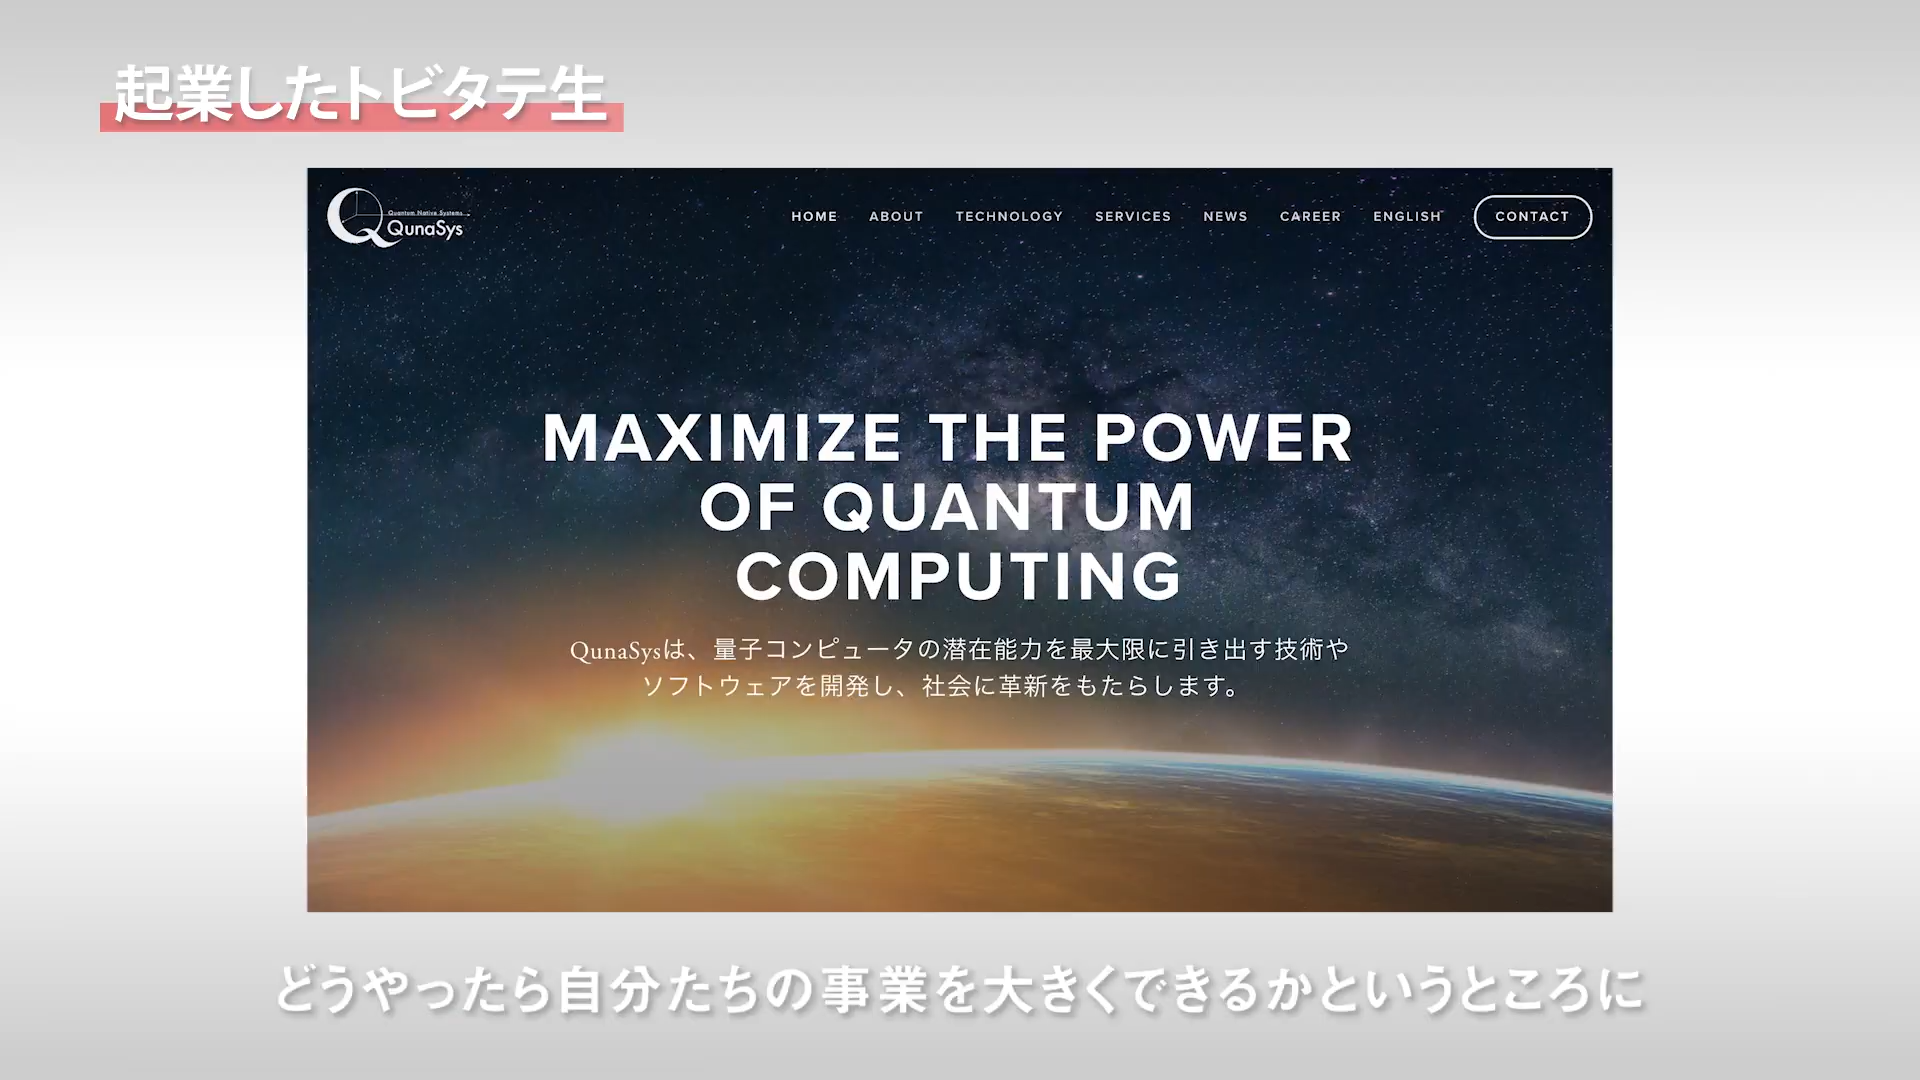 起業したトビタテ生
Quantum Native Systems
QunaSys
HOME ABOUT TECHNOLOGY SERVICES NEWS CAREER ENGLISH CONTACT
MAXIMIZE THE POWER
OF QUANTUM
COMPUTING
QunaSysは、量子コンピュータの潜在能力を最大限に引き出す技術や
ソフトウェアを開発し、社会に革新をもたらします。
どうやったら自分たちの事業を大きくできるかというところに